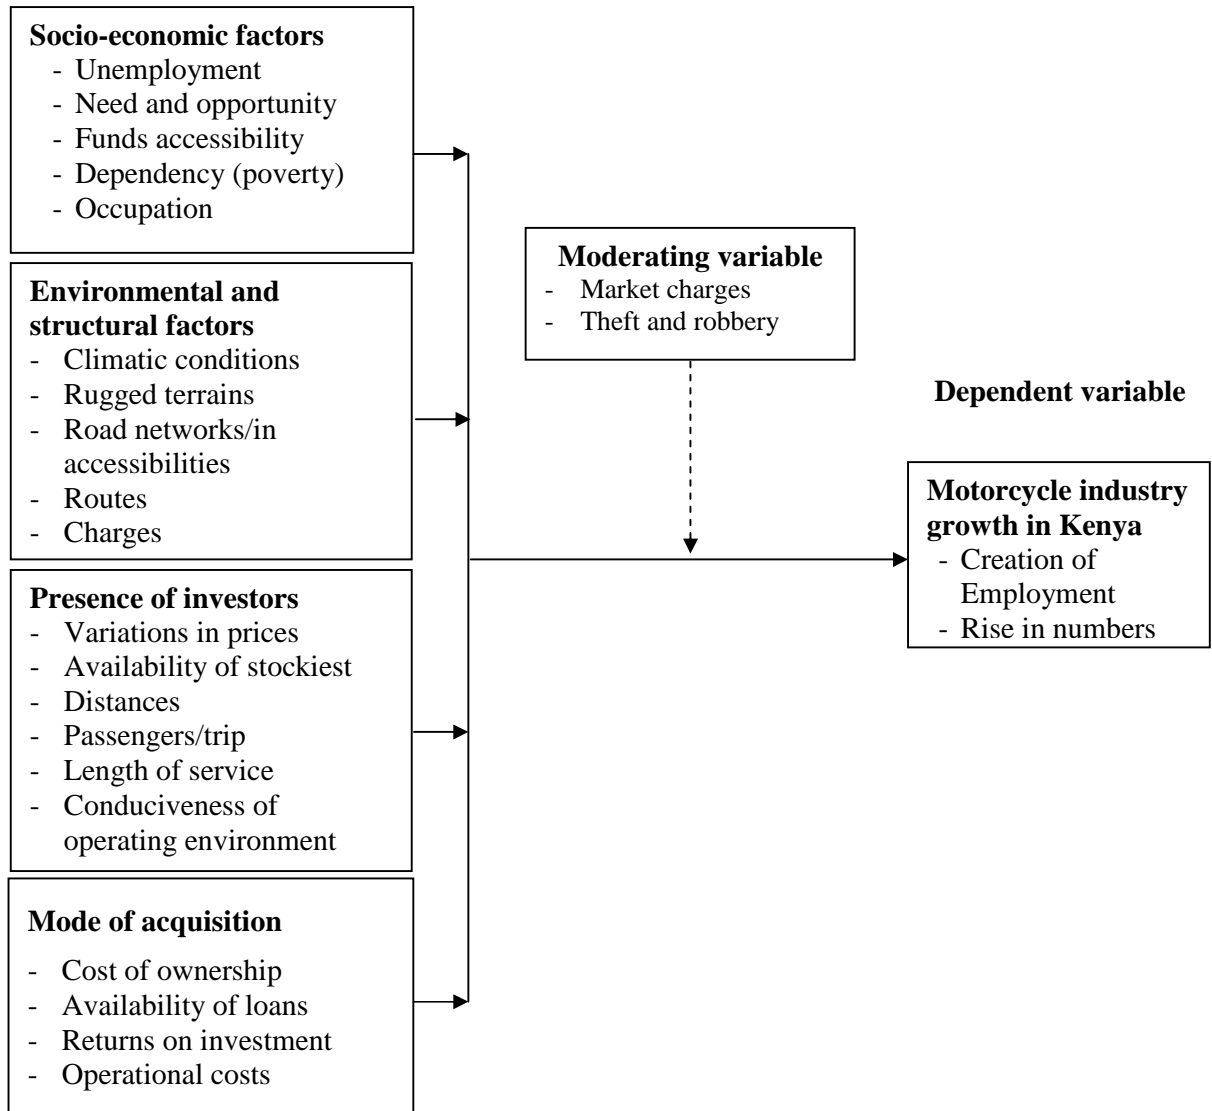 Socio-economic factors
- Unemployment
- Need and opportunity
- Funds accessibility
- Dependency (poverty)
- Occupation
Environmental and
structural factors
- Climatic conditions
- Rugged terrains
- Road networks/in
accessibilities
- Routes
- Charges
Presence of investors
- Variations in prices
- Availability of stockiest
- Distances
- Passengers/trip
- Length of service
- Conduciveness of
operating environment
Mode of acquisition
- Cost of ownership
- Availability of loans
- Returns on investment
- Operational costs
Moderating variable
- Market charges
- Theft and robbery
Dependent variable
Motorcycle industry
growth in Kenya
- Creation of
Employment
- Rise in numbers